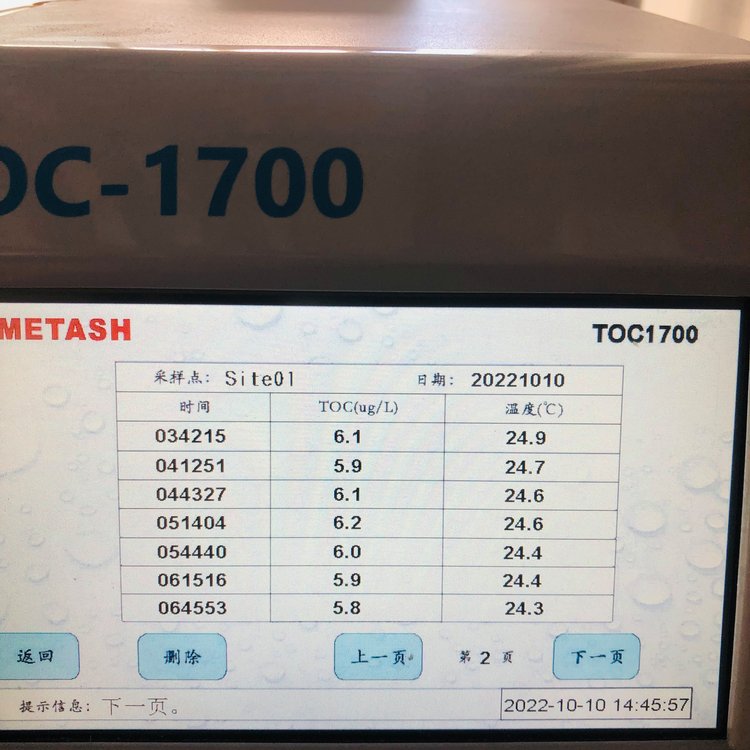 OC-1700
METASH TOC1700
采样点: Site01 日期: 20221010
时间 TOC(ug/L) 温度(℃)
034215 6.1 24.9
041251 5.9 24.7
044327 6.1 24.6
051404 6.2 24.6
054440 6.0 24.4
061516 5.9 24.4
064553 5.8 24.3
返回 删除 上一页 第 2 页 下一页
提示信息: 下一页。 2022-10-10 14:45:57